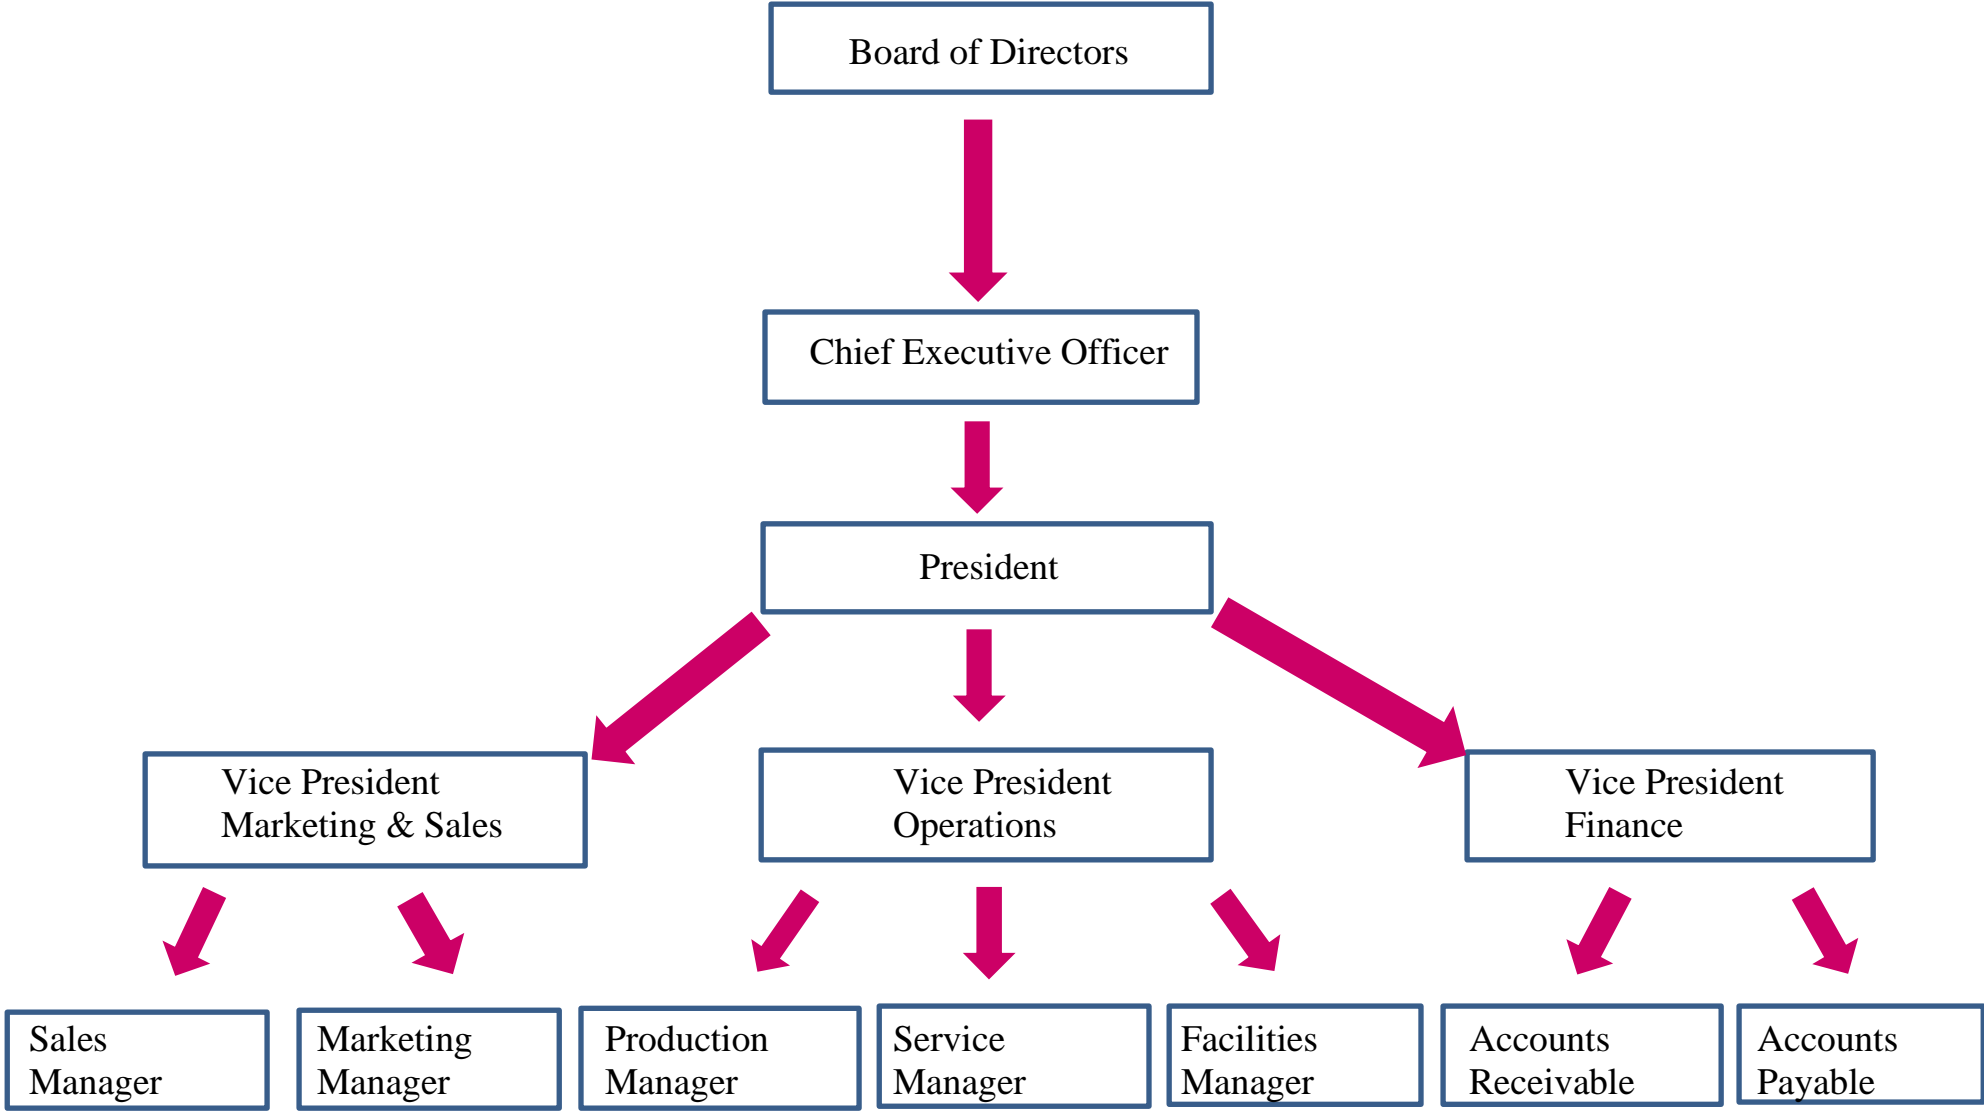 Board of Directors
Chief Executive Officer
President
Vice President
Marketing & Sales
Vice President
Operations
Vice President
Finance
Sales
Manager
Marketing
Manager
Production
Manager
Service
Manager
Facilities
Manager
Accounts
Receivable
Accounts
Payable